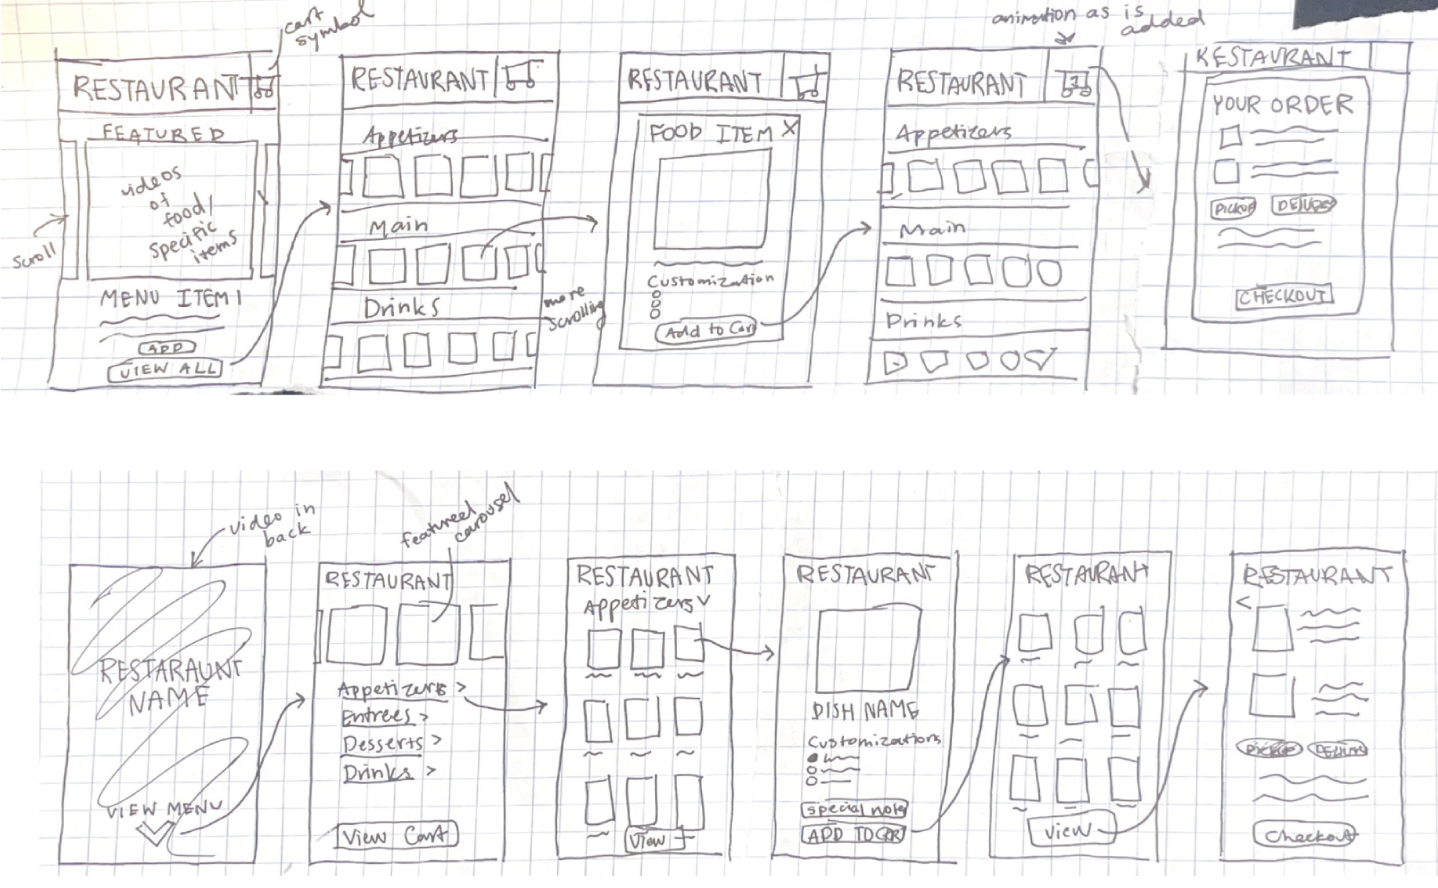 cart
symbol
RESTAURANT
FEATURED
videos
of
food/
specific
items
scroll
MENU ITEM 1
ADD
VIEW ALL
RESTAURANT
Appetizers
Main
Drinks
more
scrolling
RESTAURANT
FOOD ITEM X
Customization
Add to Cart
animation as is
added
RESTAURANT
Appetizers
Main
Drinks
RESTAURANT
YOUR ORDER
PICKUP
CHECKOUT
video in
back
RESTARAUNT
NAME
VIEW MENU
featured
carousel
RESTAURANT
Appetizers >
Entrees >
Desserts >
Drinks >
View Cart
RESTAURANT
Appetizers v
View
RESTAURANT
DISH NAME
Customizations
special note
ADD TO CAR
RESTAURANT
View
RESTAURANT
<
PICKUP
Checkout